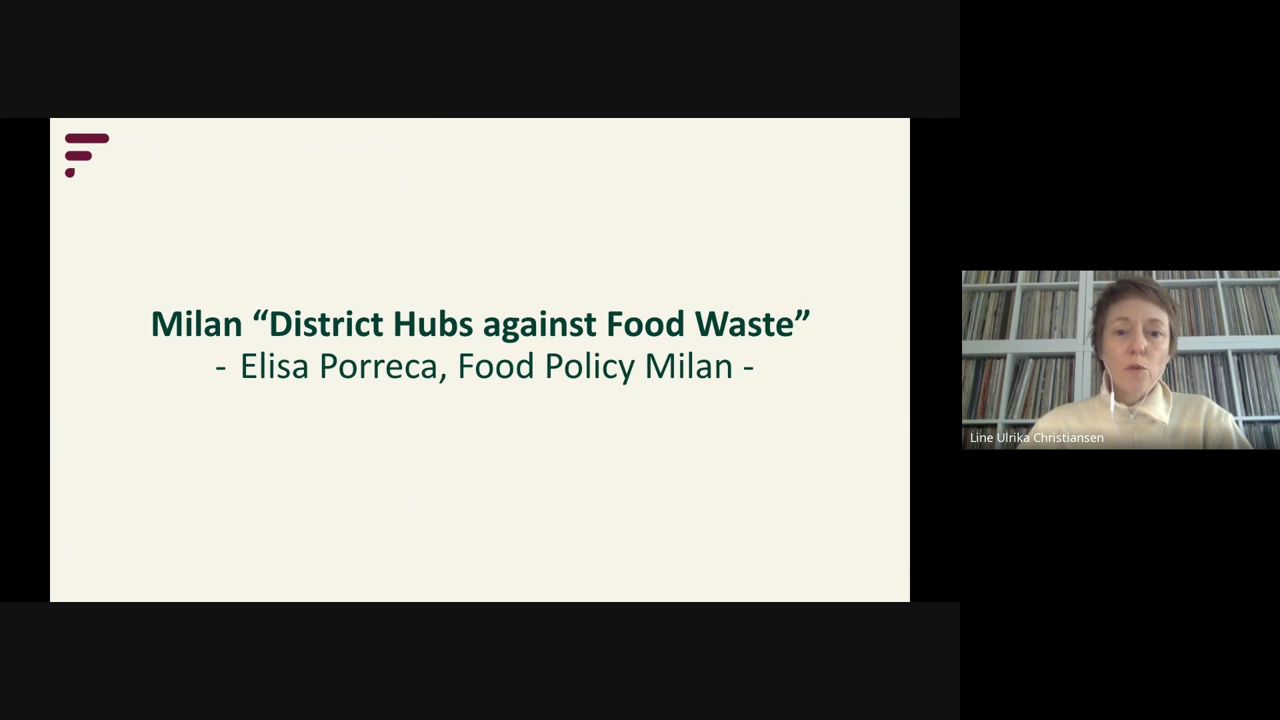 Milan “District Hubs against Food Waste”
- Elisa Porreca, Food Policy Milan -
Line Ulrika Christiansen